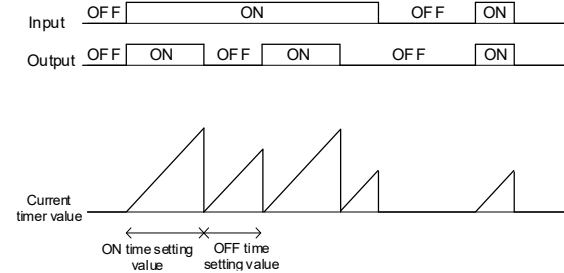 Input OFF ON OFF ON
Output OFF ON OFF ON OFF ON
Current
timer value
ON time setting
value
OFF time
setting value